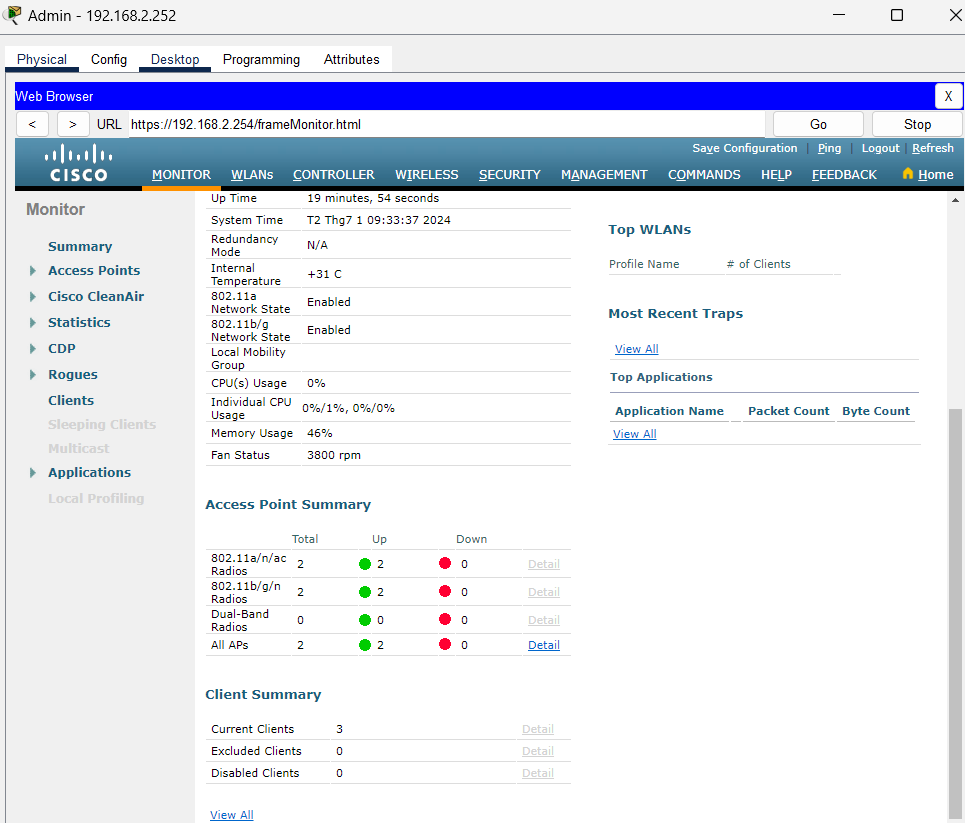 Admin - 192.168.2.252
Physical Config Desktop Programming Attributes
Web Browser X
< > URL https://192.168.2.254/frameMonitor.html Go Stop
Save Configuration Ping Logout Refresh
CISCO
MONITOR WLANs CONTROLLER WIRELESS SECURITY MANAGEMENT COMMANDS HELP FEEDBACK Home
Monitor
Summary
Access Points
Cisco CleanAir
Statistics
CDP
Rogues
Clients
Sleeping Clients
Multicast
Applications
Local Profiling
Up Time 19 minutes, 54 seconds
System Time T2 Thg7 1 09:33:37 2024
Redundancy
Mode N/A
Internal
Temperature +31 C
802.11a
Network State Enabled
802.11b/g
Network State Enabled
Local Mobility
Group
CPU(s) Usage 0%
Individual CPU
Usage 0%/1%, 0%/0%
Memory Usage 46%
Fan Status 3800 rpm
Access Point Summary
Total Up Down
802.11a/n/ac
Radios 2 2 0 Detail
802.11b/g/n
Radios 2 2 0 Detail
Dual-Band
Radios 0 0 0 Detail
All APs 2 2 0 Detail
Client Summary
Current Clients 3 Detail
Excluded Clients 0 Detail
Disabled Clients 0 Detail
View All
Top WLANs
Profile Name # of Clients
Most Recent Traps
View All
Top Applications
Application Name Packet Count Byte Count
View All